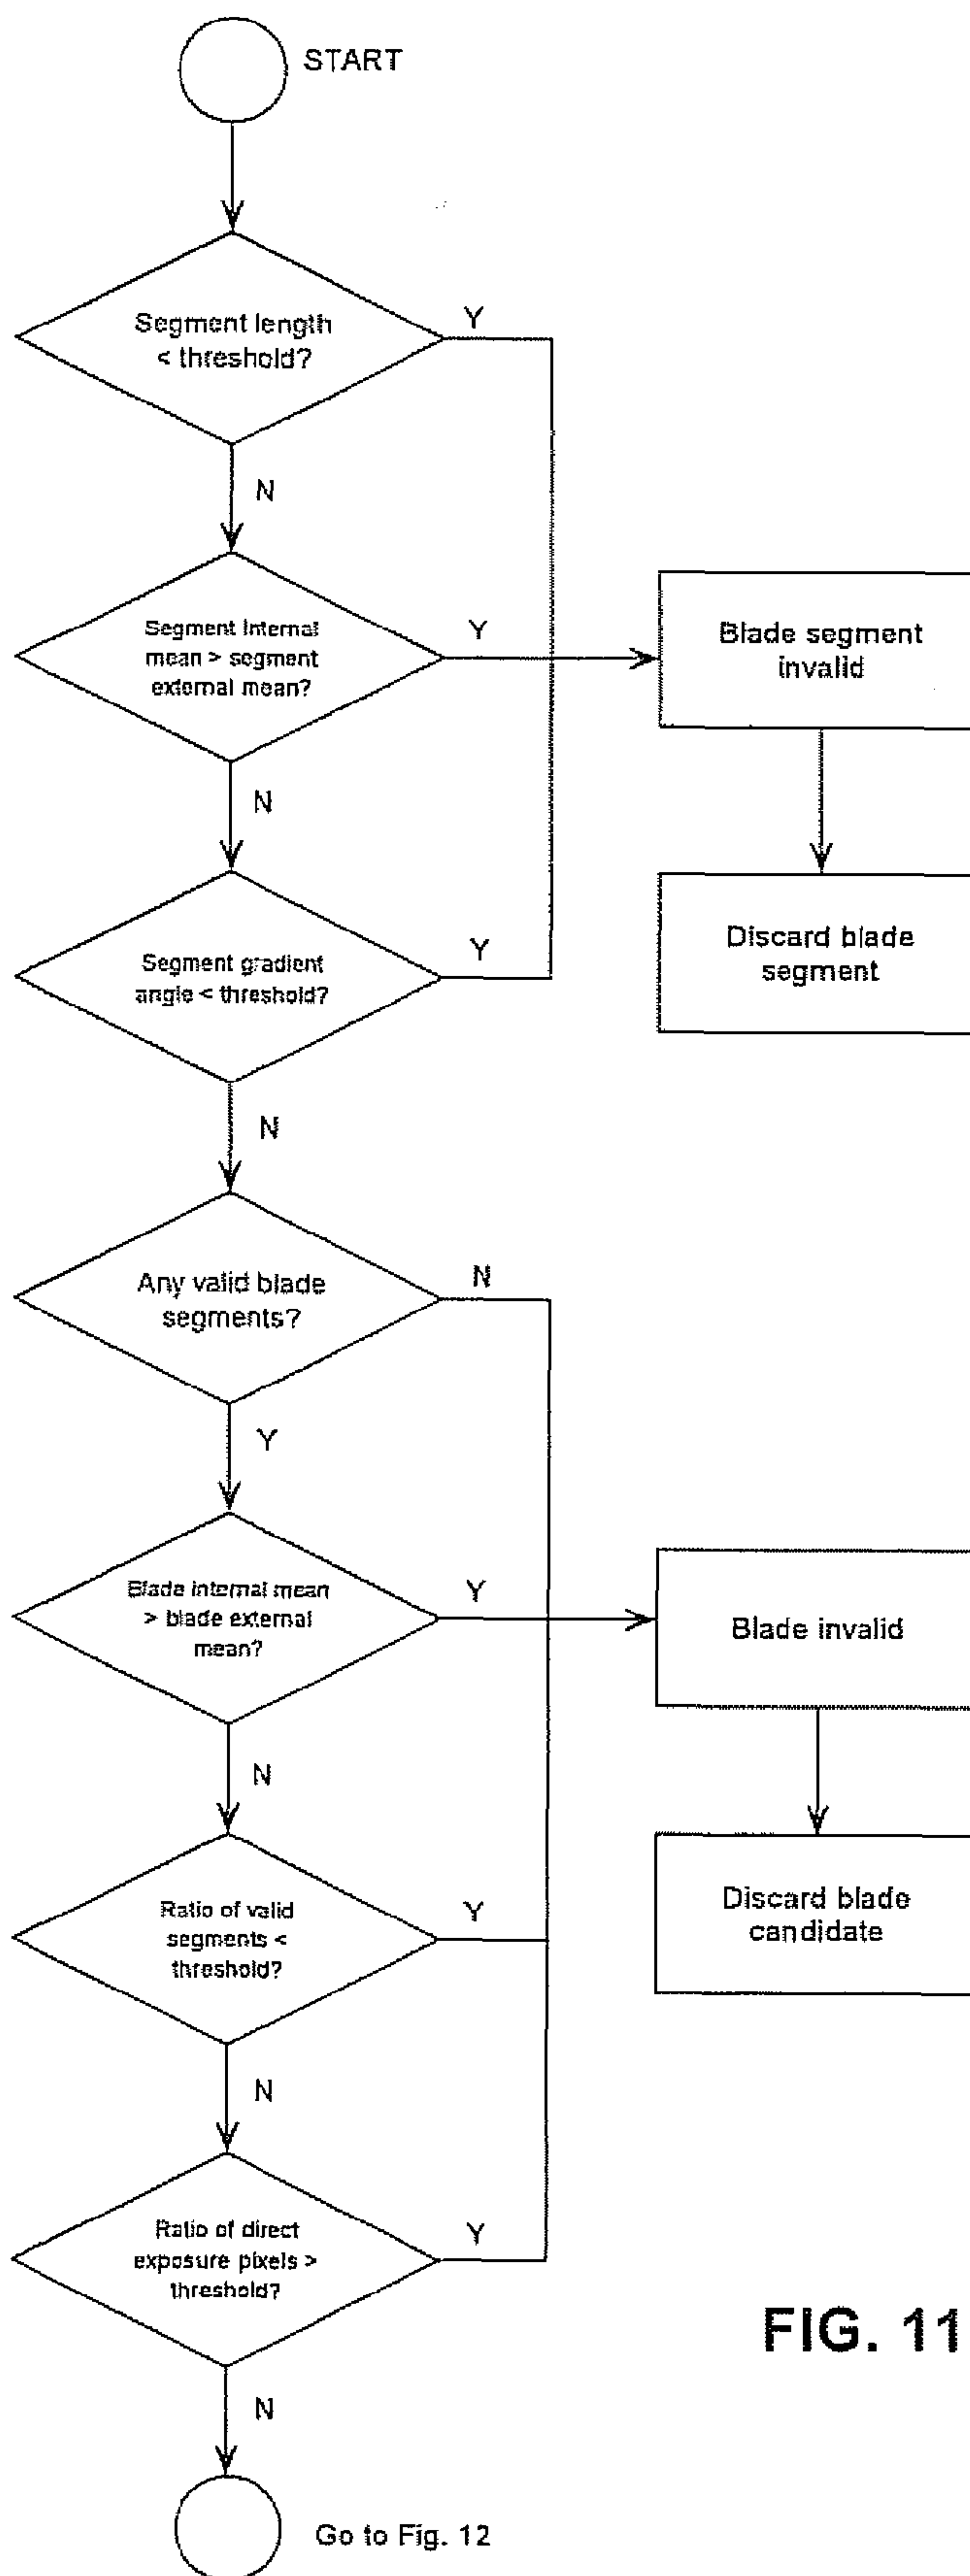 START
Segment length
< threshold?
Y
N
Segment internal
mean > segment
external mean?
Y
Blade segment
invalid
N
Segment gradient
angle < threshold?
Y
Discard blade
segment
N
Any valid blade
segments?
N
Y
Blade internal mean
> blade external
mean?
Y
Blade invalid
N
Ratio of valid
segments <
threshold?
Y
Discard blade
candidate
N
Ratio of direct
exposure pixels >
threshold?
Y
FIG. 11
N
Go to Fig. 12